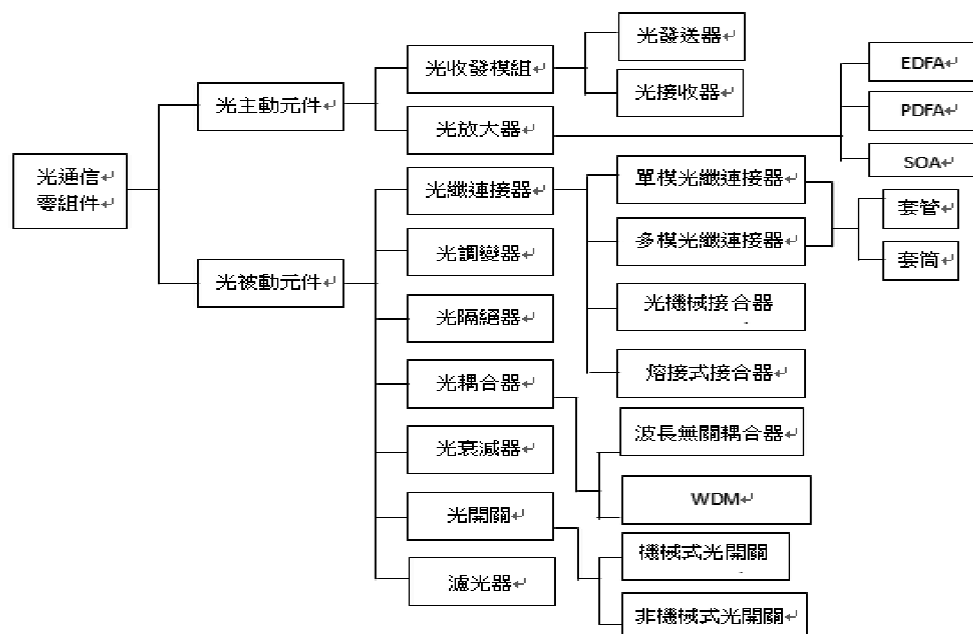 光通信
零組件
光主動元件
光被動元件
光收發模組
光放大器
光發送器
光接收器
EDFA
PDFA
SOA
光纖連接器
光調變器
光隔絕器
光耦合器
光衰減器
光開關
濾光器
單模光纖連接器
多模光纖連接器
光機械接合器
熔接式接合器
套管
套筒
波長無關耦合器
WDM
機械式光開關
非機械式光開關